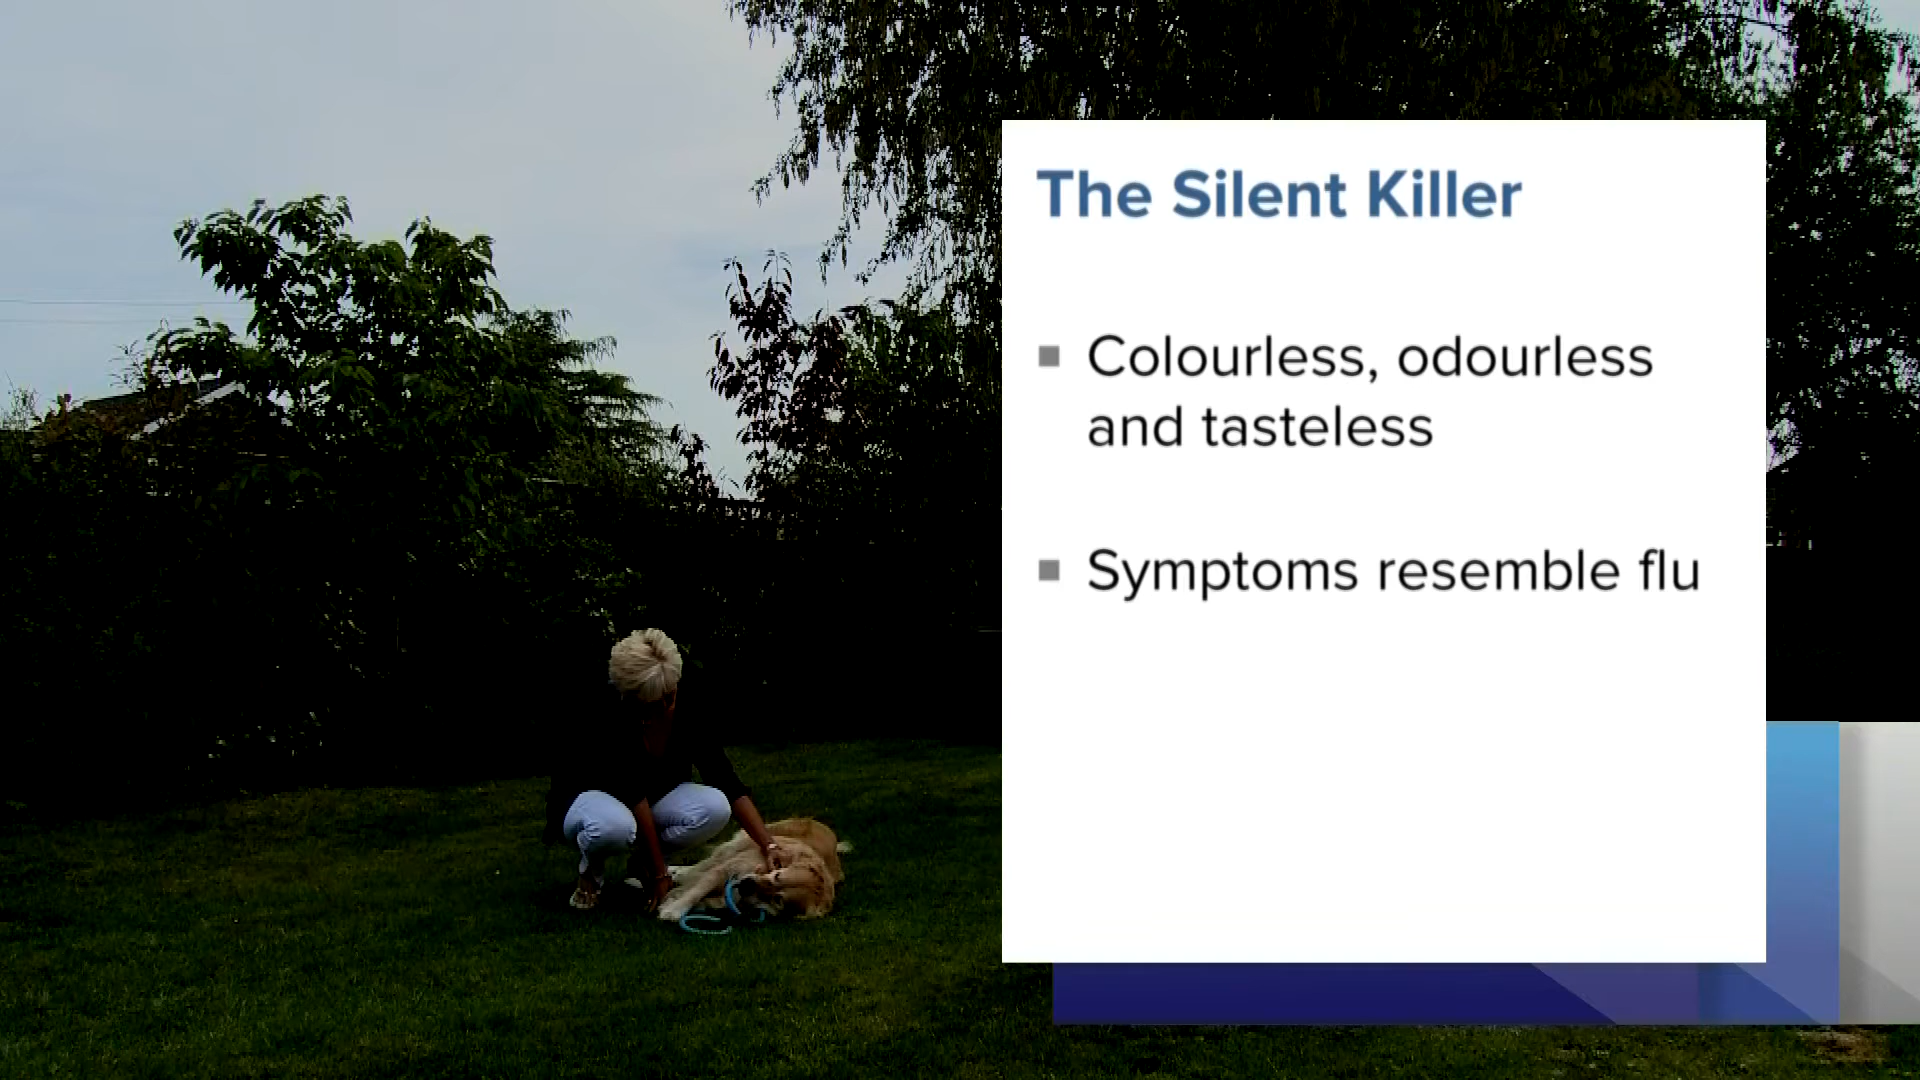 The Silent Killer
Colourless, odourless
and tasteless
Symptoms resemble flu